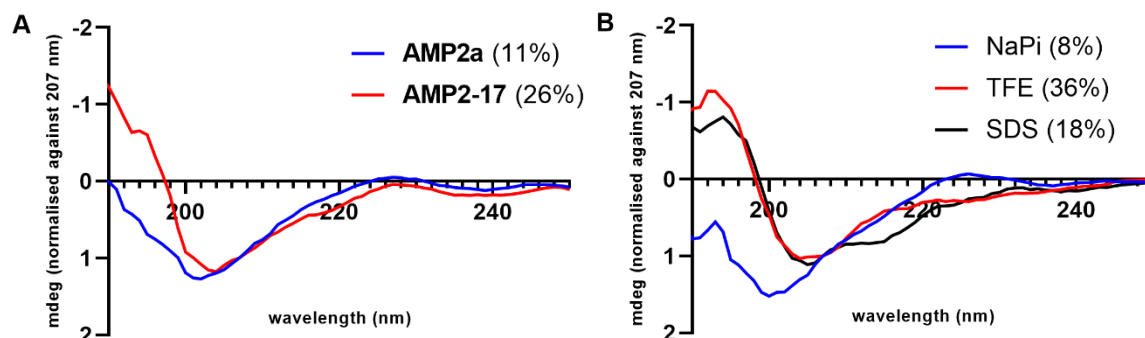 A
mdeg (normalised against 207 nm)
-2
-1
0
1
2
200
220
240
wavelength (nm)
AMP2a (11%)
AMP2-17 (26%)
B
mdeg (normalised against 207 nm)
-2
-1
0
1
2
200
220
240
wavelength (nm)
NaPi (8%)
TFE (36%)
SDS (18%)